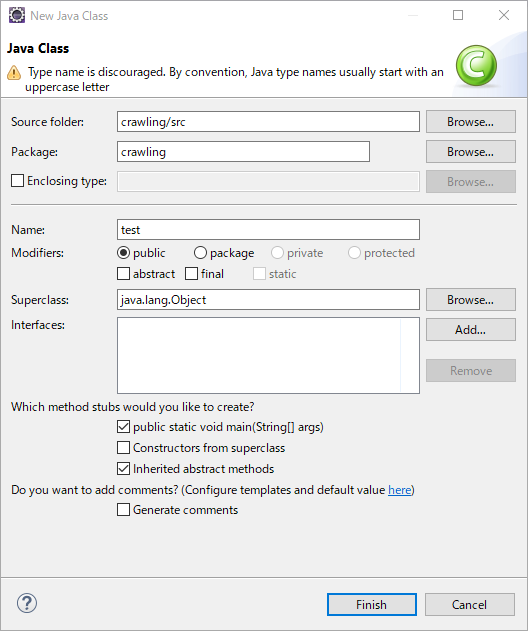 New Java Class
Java Class
Type name is discouraged. By convention, Java type names usually start with an
uppercase letter
Source folder: crawling/src Browse...
Package: crawling Browse...
Enclosing type: Browse...
Name: test
Modifiers: public package private protected
abstract final static
Superclass: java.lang.Object Browse...
Interfaces: Add...
Remove
Which method stubs would you like to create?
public static void main(String[] args)
Constructors from superclass
Inherited abstract methods
Do you want to add comments? (Configure templates and default value here)
Generate comments
Finish Cancel